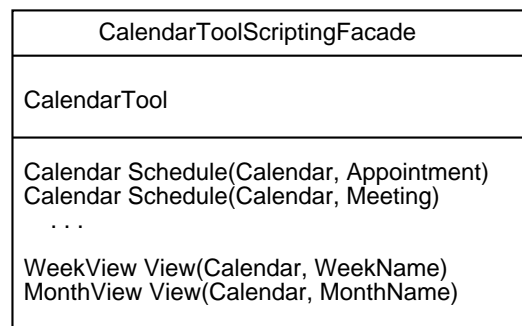 CalendarToolScriptingFacade
CalendarTool
Calendar Schedule(Calendar, Appointment)
Calendar Schedule(Calendar, Meeting)
. . .
WeekView View(Calendar, WeekName)
MonthView View(Calendar, MonthName)